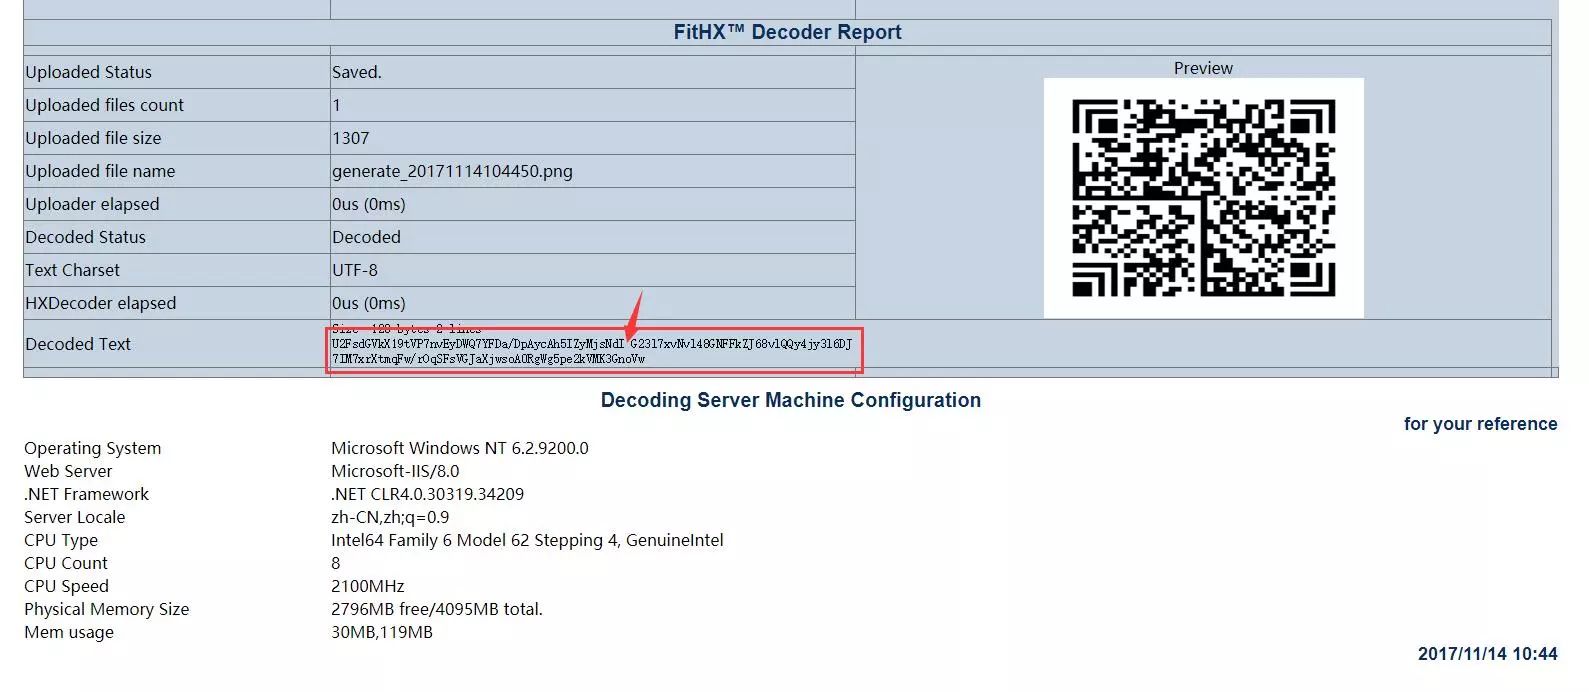 FitHX™ Decoder Report
Uploaded Status Saved.
Preview
Uploaded files count 1
Uploaded file size 1307
Uploaded file name generate_20171114104450.png
Uploader elapsed 0us (0ms)
Decoded Status Decoded
Text Charset UTF-8
HXDecoder elapsed 0us (0ms)
Decoded Text
Size 128 bytes 2 lines
U2FsdGVkX19tVP7nvEyDWQ7YFDa/DpAycAh5IZyMjsNdI G23l7xvNvl48GNFFkZJ68vlQQy4jy3l6DJ
7IM7xrXtmqFw/rOqSFsVGJaXjwsoA0RgWg5pe2kVMK3GnoVw
Decoding Server Machine Configuration
for your reference
Operating System Microsoft Windows NT 6.2.9200.0
Web Server Microsoft-IIS/8.0
.NET Framework .NET CLR4.0.30319.34209
Server Locale zh-CN,zh;q=0.9
CPU Type Intel64 Family 6 Model 62 Stepping 4, GenuineIntel
CPU Count 8
CPU Speed 2100MHz
Physical Memory Size 2796MB free/4095MB total.
Mem usage 30MB,119MB
2017/11/14 10:44